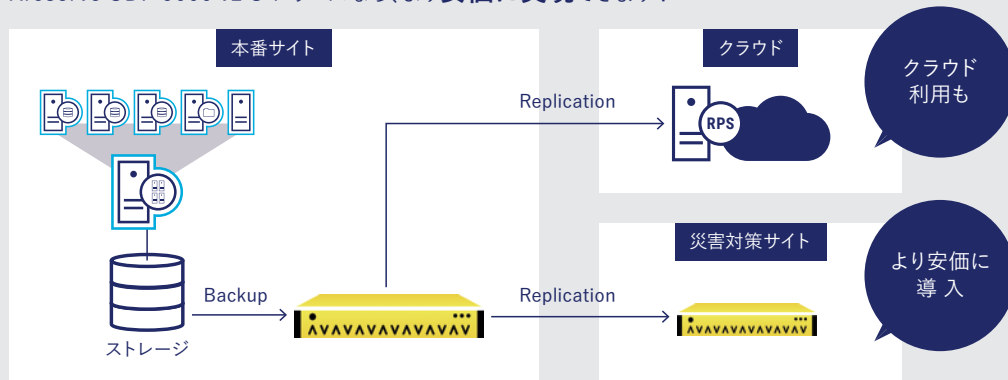 本番サイト
クラウド
クラウド
利用も
Replication
RPS
災害対策サイト
より安価に
導 入
Backup
Replication
ストレージ